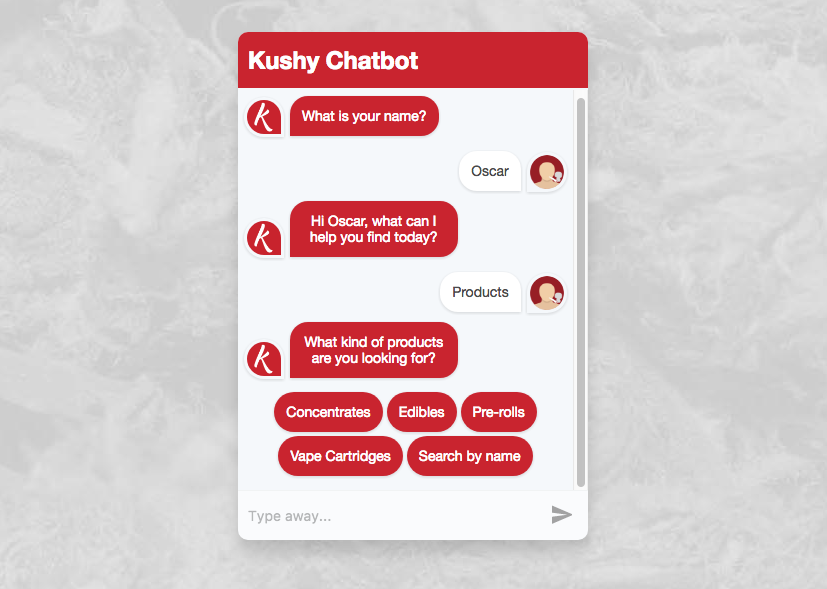 Kushy Chatbot
K
What is your name?
Oscar
K
Hi Oscar, what can I
help you find today?
Products
K
What kind of products
are you looking for?
Concentrates
Edibles
Pre-rolls
Vape Cartridges
Search by name
Type away...